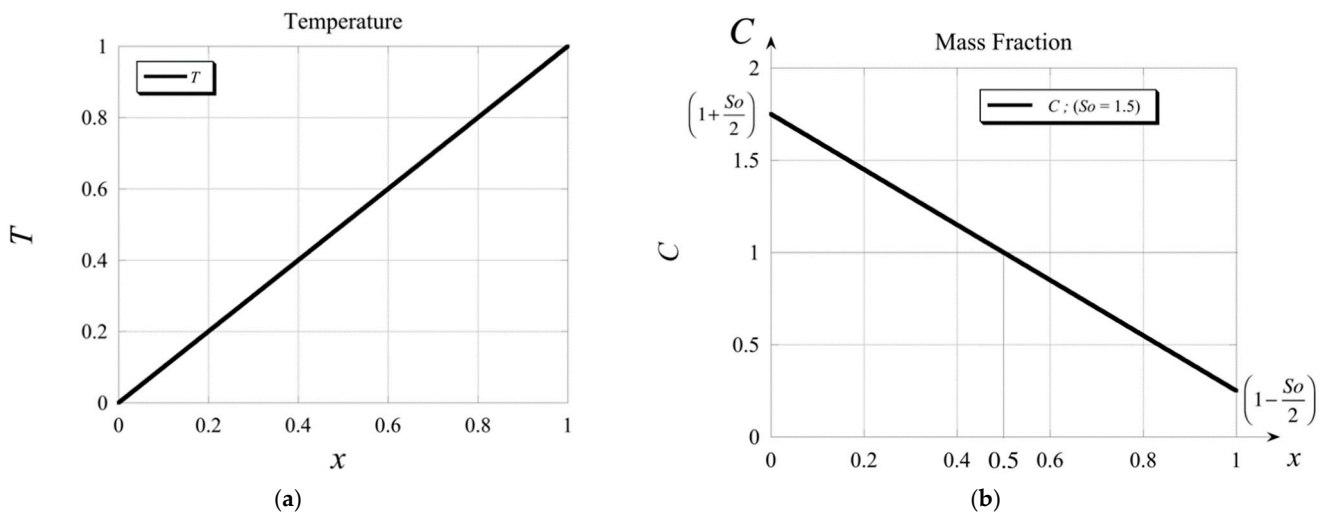 Temperature
1
0.8
0.6
0.4
0.2
0
T
T
0 0.2 0.4 0.6 0.8 1
x
(a)
C
Mass Fraction
2
(1+So/2)
1.5
1
0.5
0
C ; (So = 1.5)
C
(1−So/2)
0 0.2 0.4 0.5 0.6 0.8 1 x
(b)